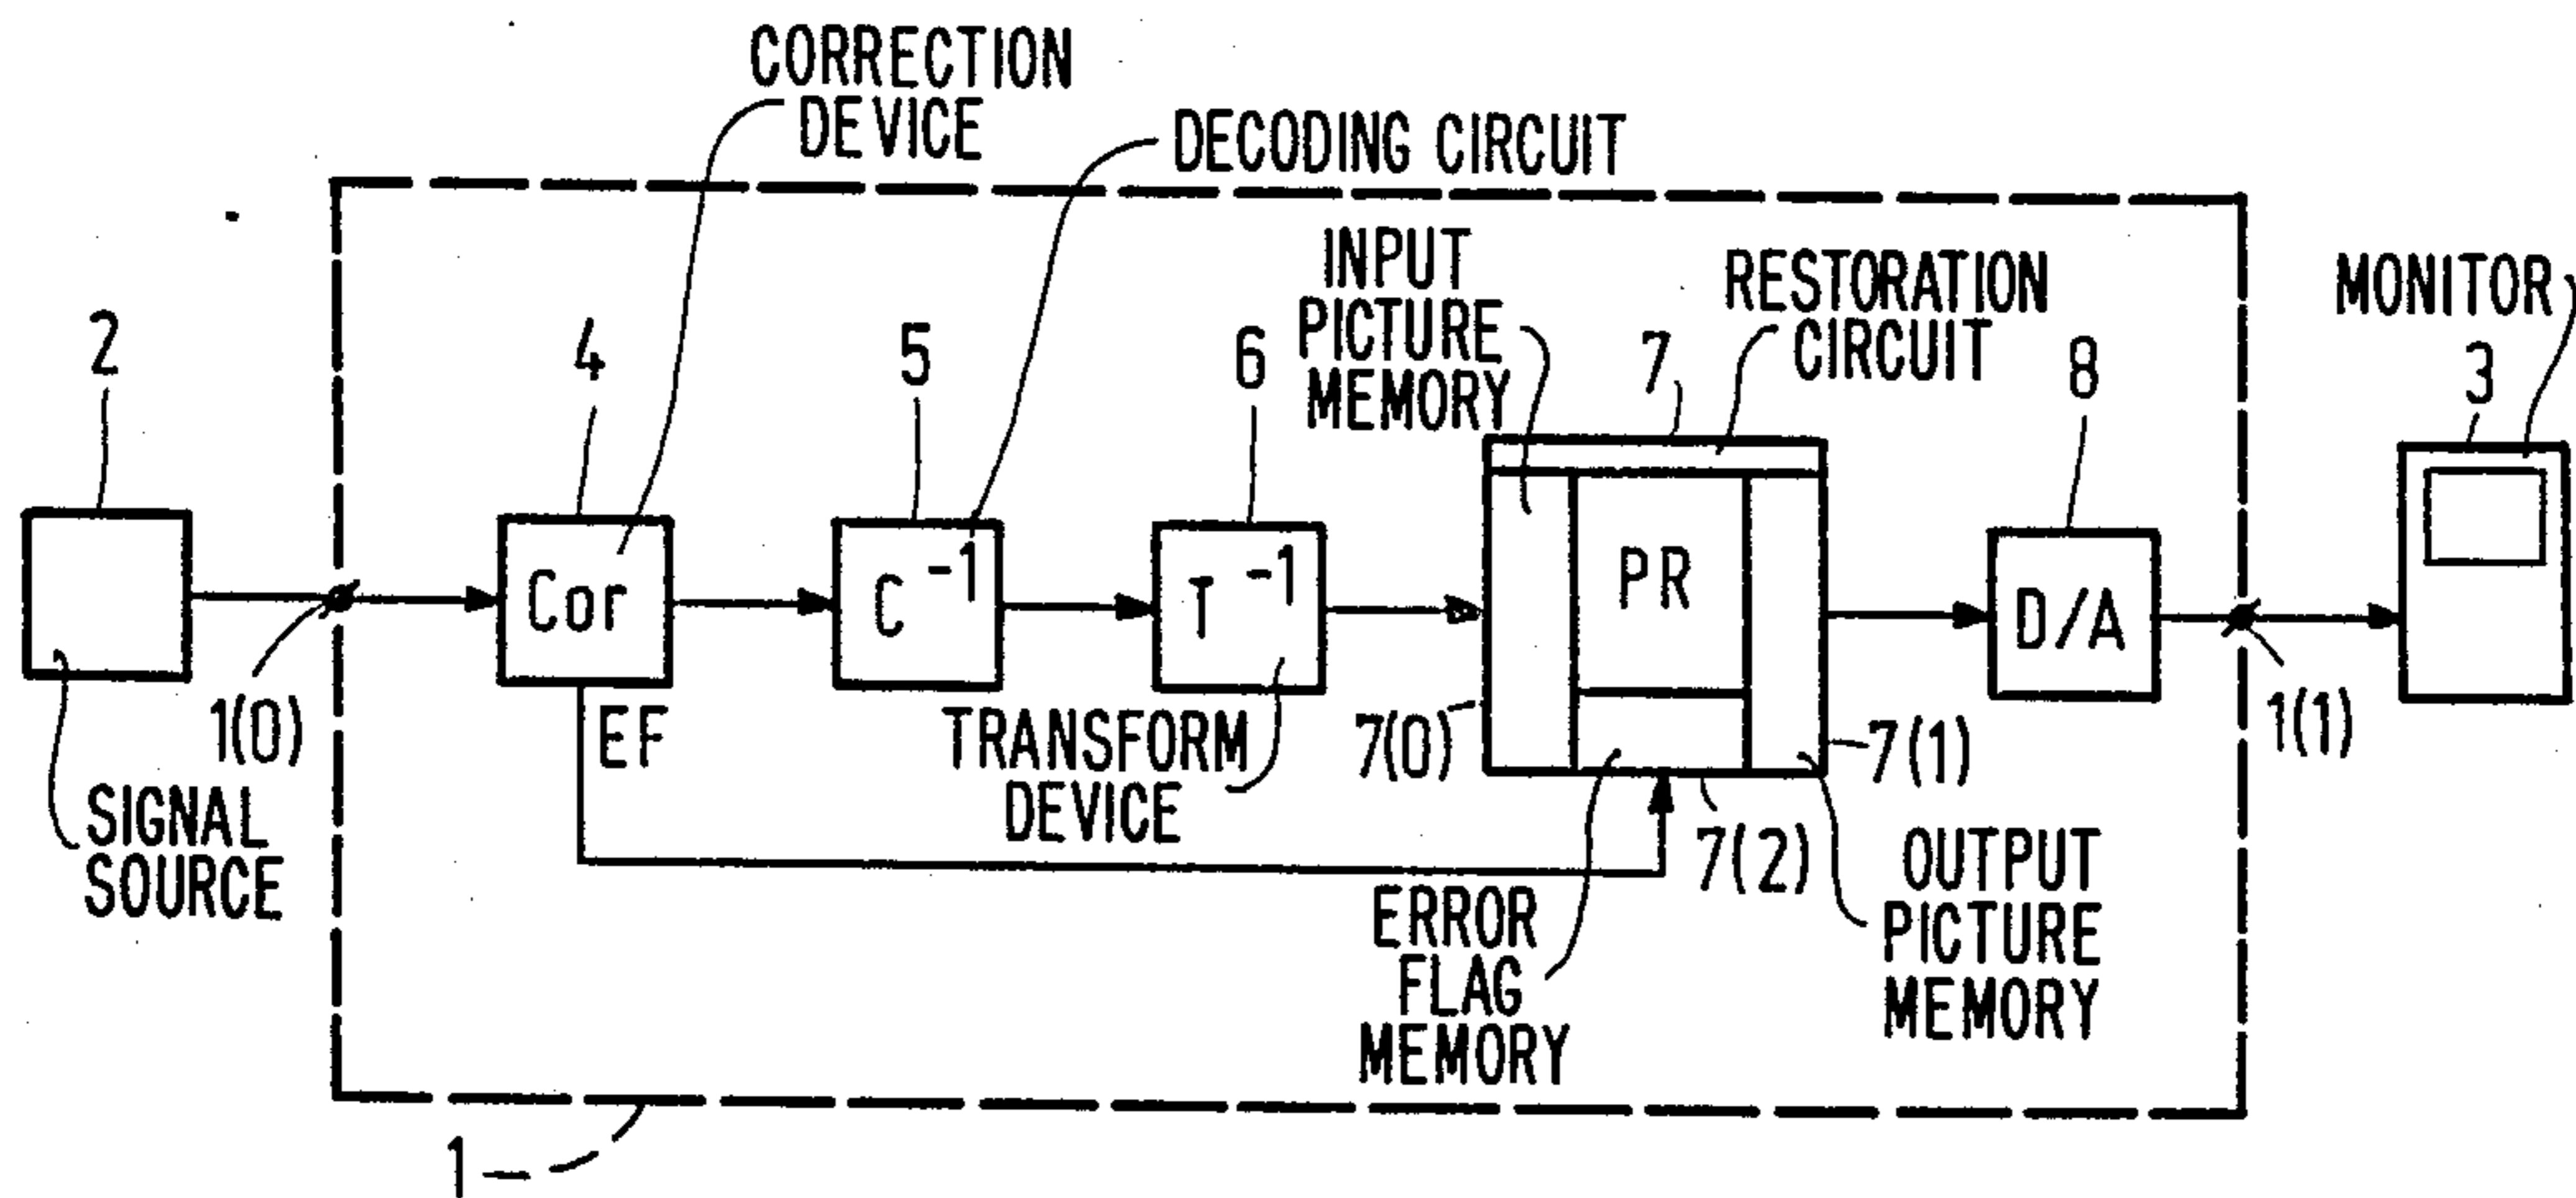 CORRECTION
DEVICE
DECODING CIRCUIT
INPUT
PICTURE
MEMORY
RESTORATION
CIRCUIT
MONITOR
2
4
5
6
7
8
3
Cor
C⁻¹
T⁻¹
PR
D/A
1(0)
EF
TRANSFORM
DEVICE
7(0)
7(1)
1(1)
SIGNAL
SOURCE
7(2)
ERROR
FLAG
MEMORY
OUTPUT
PICTURE
MEMORY
1